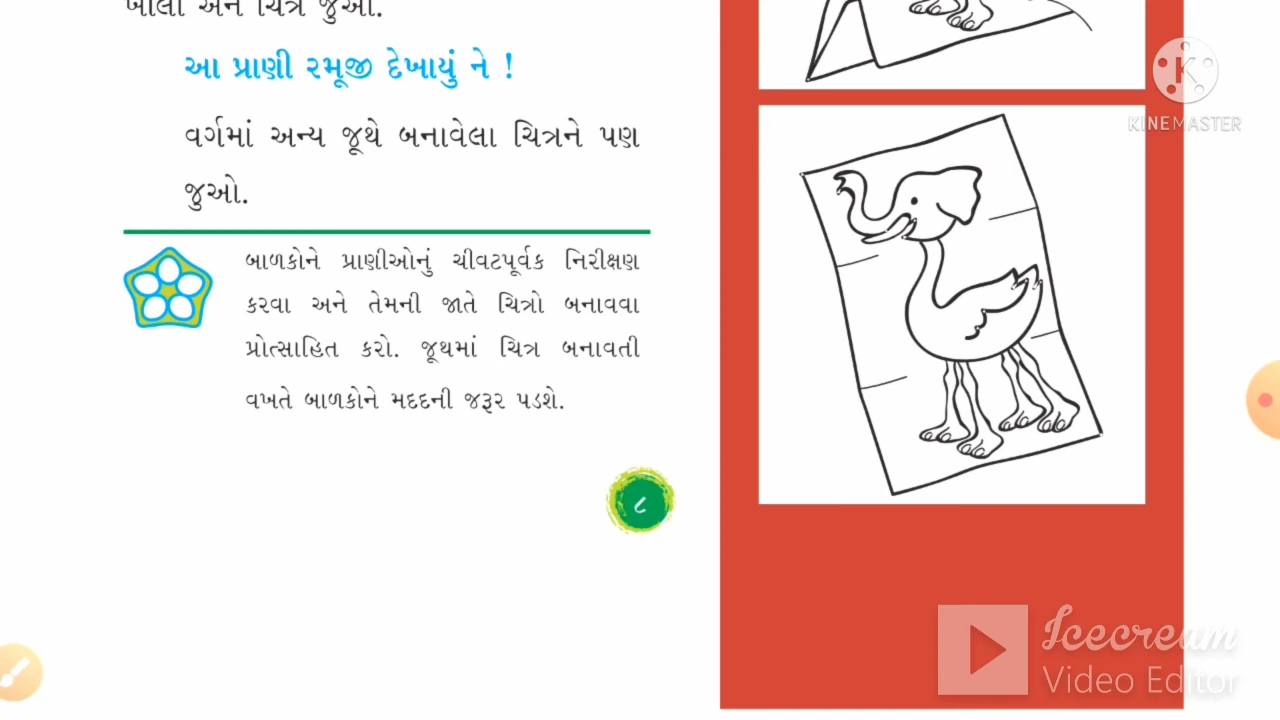 ખોલો અને ચિત્ર જુઓ.
આ પ્રાણી રમૂજી દેખાયું ને !
વર્ગમાં અન્ય જૂથે બનાવેલા ચિત્રને પણ
જુઓ.
બાળકોને પ્રાણીઓનું ચીવટપૂર્વક નિરીક્ષણ
કરવા અને તેમની જાતે ચિત્રો બનાવવા
પ્રોત્સાહિત કરો. જૂથમાં ચિત્ર બનાવતી
વખતે બાળકોને મદદની જરૂર પડશે.
૮
K
KINEMASTER
Icecream
Video Editor